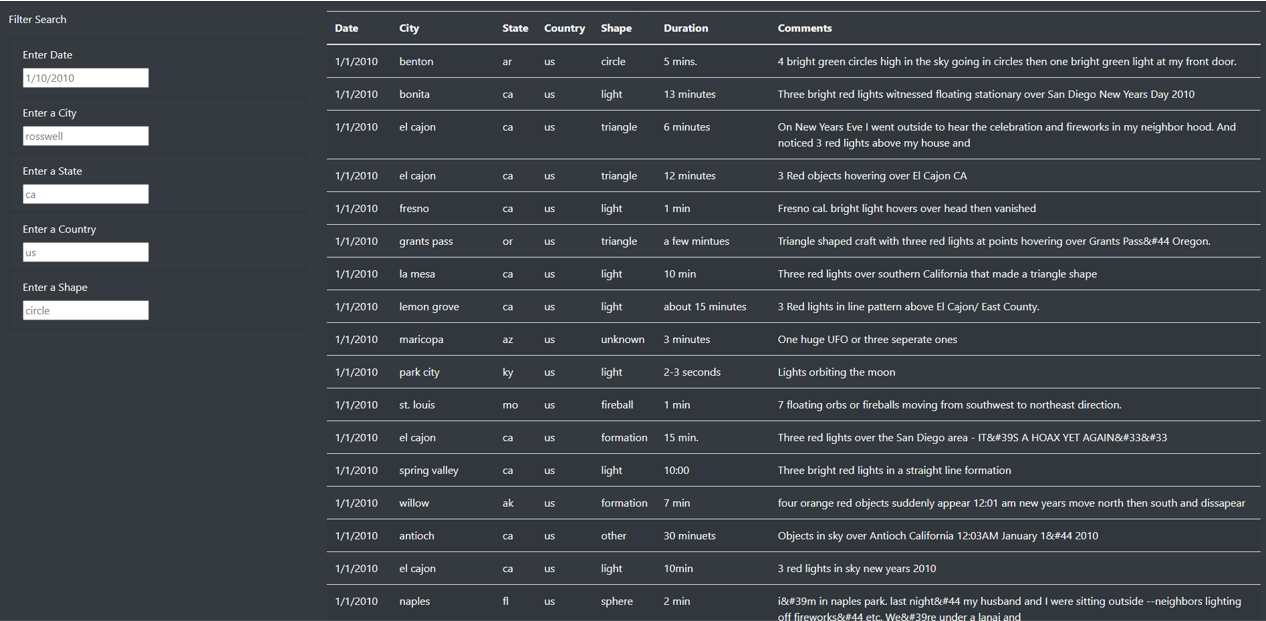 Filter Search
Enter Date
1/10/2010
Enter a City
rosswell
Enter a State
ca
Enter a Country
us
Enter a Shape
circle
Date City State Country Shape Duration Comments
1/1/2010 benton ar us circle 5 mins. 4 bright green circles high in the sky going in circles then one bright green light at my front door.
1/1/2010 bonita ca us light 13 minutes Three bright red lights witnessed floating stationary over San Diego New Years Day 2010
1/1/2010 el cajon ca us triangle 6 minutes On New Years Eve I went outside to hear the celebration and fireworks in my neighbor hood. And
noticed 3 red lights above my house and
1/1/2010 el cajon ca us triangle 12 minutes 3 Red objects hovering over El Cajon CA
1/1/2010 fresno ca us light 1 min Fresno cal. bright light hovers over head then vanished
1/1/2010 grants pass or us triangle a few mintues Triangle shaped craft with three red lights at points hovering over Grants Pass&#44 Oregon.
1/1/2010 la mesa ca us light 10 min Three red lights over southern California that made a triangle shape
1/1/2010 lemon grove ca us light about 15 minutes 3 Red lights in line pattern above El Cajon/ East County.
1/1/2010 maricopa az us unknown 3 minutes One huge UFO or three seperate ones
1/1/2010 park city ky us light 2-3 seconds Lights orbiting the moon
1/1/2010 st. louis mo us fireball 1 min 7 floating orbs or fireballs moving from southwest to northeast direction.
1/1/2010 el cajon ca us formation 15 min. Three red lights over the San Diego area - IT&#39S A HOAX YET AGAIN&#33&#33
1/1/2010 spring valley ca us light 10:00 Three bright red lights in a straight line formation
1/1/2010 willow ak us formation 7 min four orange red objects suddenly appear 12:01 am new years move north then south and dissapear
1/1/2010 antioch ca us other 30 minuets Objects in sky over Antioch California 12:03AM January 1&#44 2010
1/1/2010 el cajon ca us light 10min 3 red lights in sky new years 2010
1/1/2010 naples fl us sphere 2 min i&#39m in naples park. last night&#44 my husband and I were sitting outside --neighbors lighting
off fireworks&#44 etc. We&#39re under a lanai and